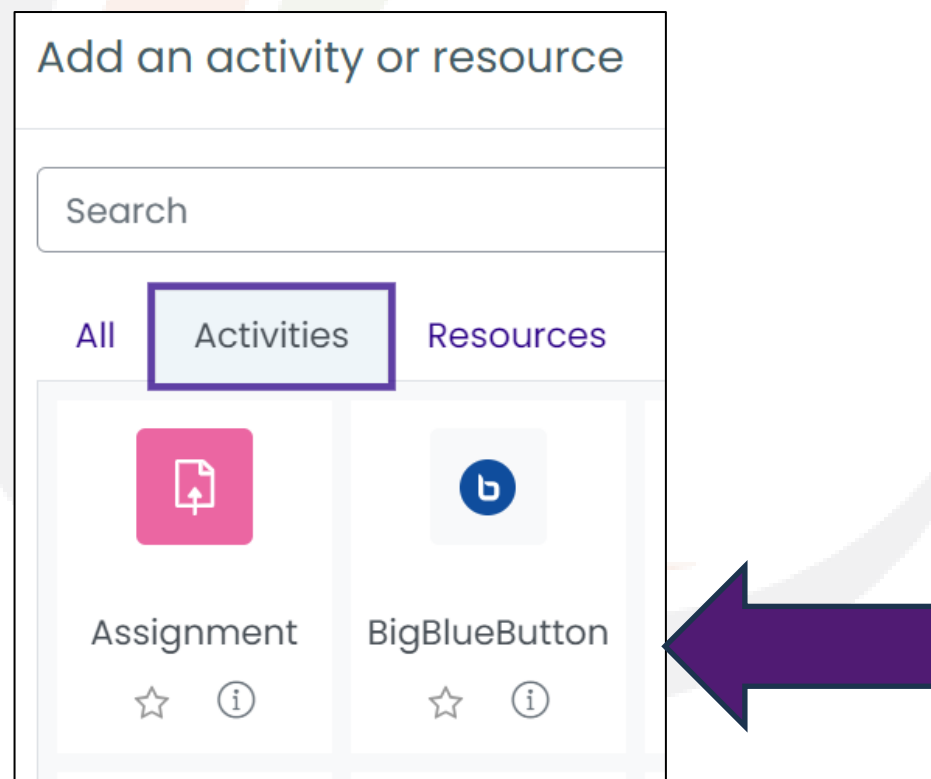 Add an activity or resource
Search
All Activities Resources
Assignment BigBlueButton